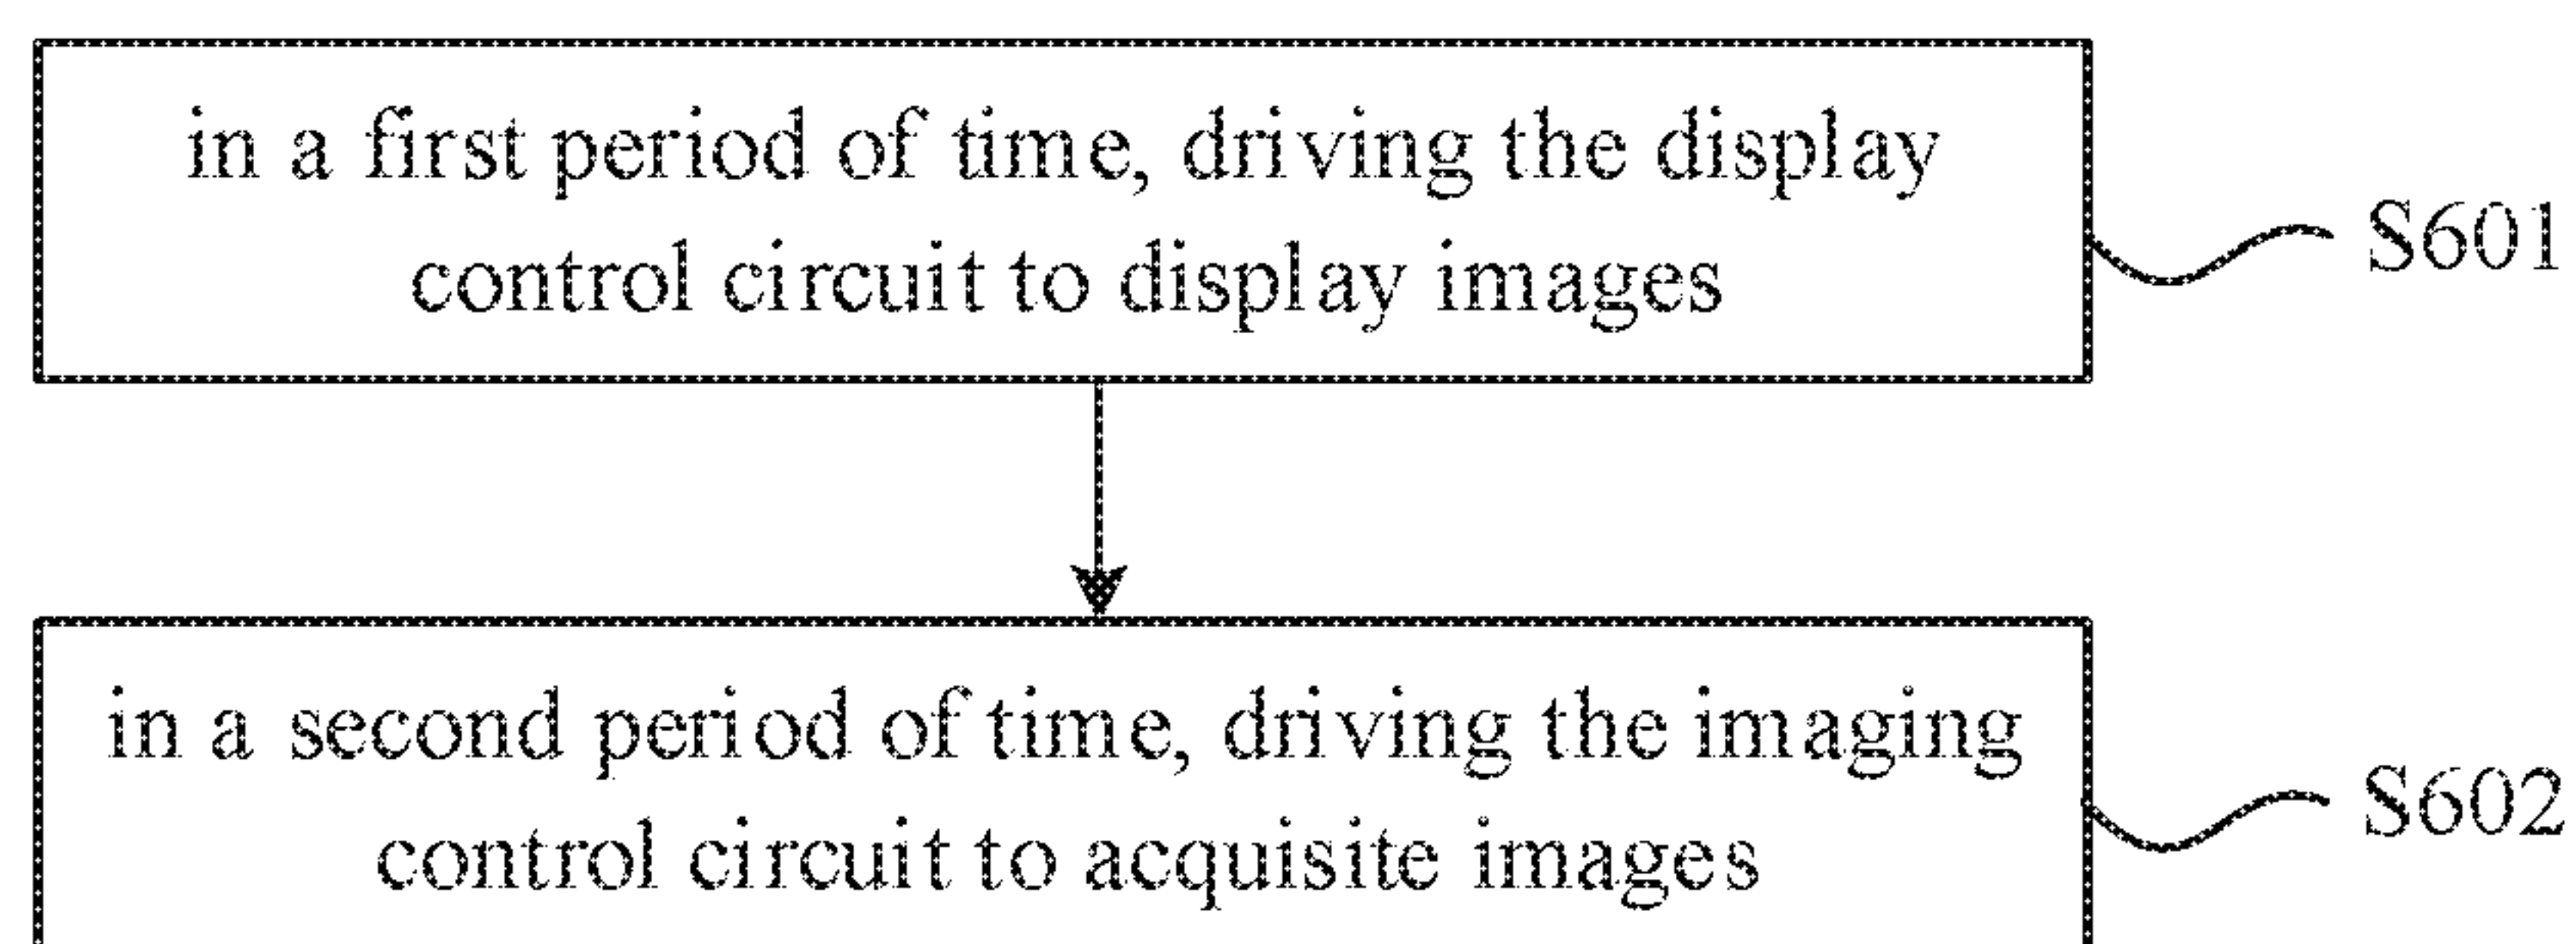 in a first period of time, driving the display
control circuit to display images
S601
in a second period of time, driving the imaging
control circuit to acquisite images
S602